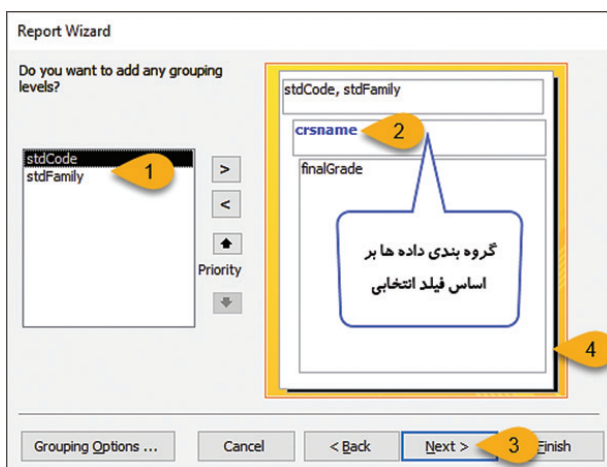 Report Wizard
Do you want to add any grouping
levels?
stdCode
stdFamily
1
>
<
Priority
stdCode, stdFamily
crsname
2
finalGrade
گروه بندی داده ها بر
اساس فیلد انتخابی
4
Grouping Options ...
Cancel
< Back
Next >
3
Finish